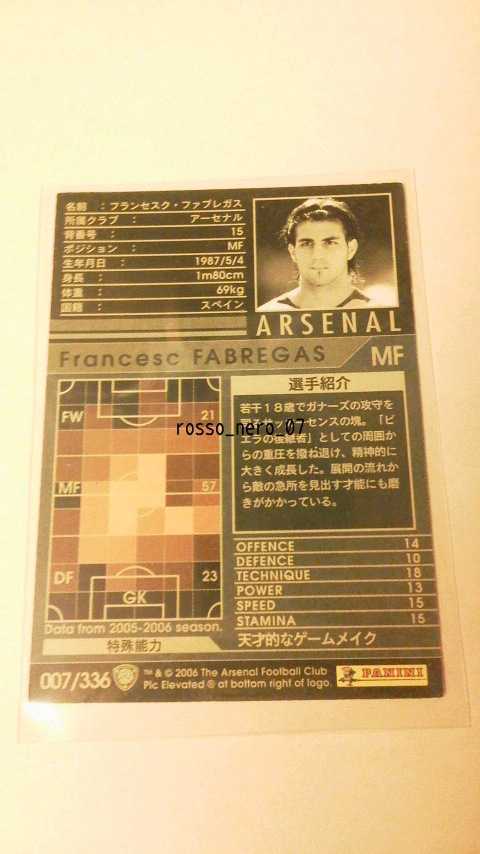 名前 : フランセスク・ファブレガス
所属クラブ : アーセナル
背番号 : 15
ポジション : MF
生年月日 : 1987/5/4
身長 : 1m80cm
体重 : 69kg
国籍 : スペイン
ARSENAL
Francesc FABREGAS MF
FW 21
MF 57
DF 23
GK
Data from 2005-2006 season.
特殊能力
選手紹介
若干18歳でガナーズの攻守を
センスの塊。「ビ
エラの後継者」としての周囲か
らの重圧を撥ね退け、精神的に
大きく成長した。展開の流れか
ら敵の急所を見出す才能にも磨
きがかかっている。
rosso_nero_07
OFFENCE 14
DEFENCE 10
TECHNIQUE 18
POWER 13
SPEED 15
STAMINA 15
天才的なゲームメイク
007/336
™ & © 2006 The Arsenal Football Club
Plc Elevated ® at bottom right of logo.
PANINI